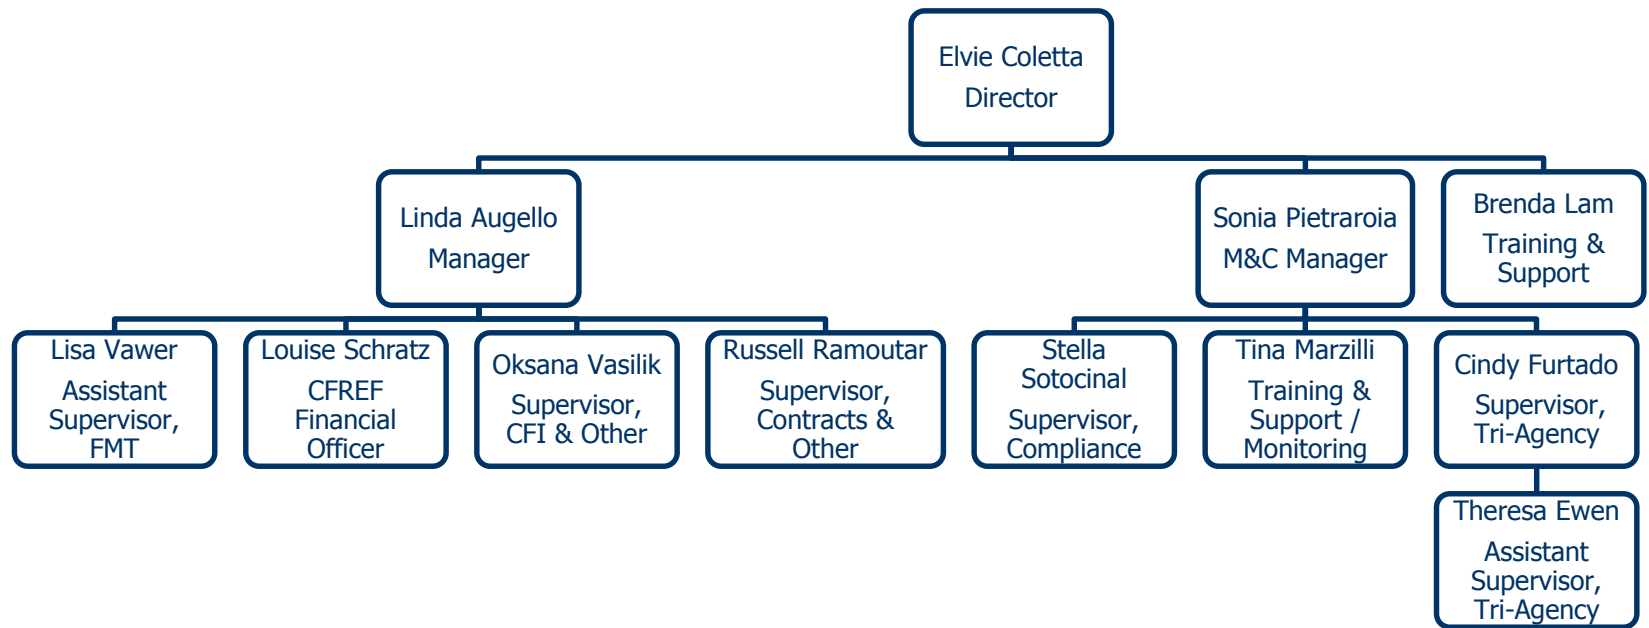 Elvie Coletta
Director
Linda Augello
Manager
Sonia Pietraroia
M&C Manager
Brenda Lam
Training &
Support
Lisa Vawer
Assistant
Supervisor,
FMT
Louise Schratz
CFREF
Financial
Officer
Oksana Vasilik
Supervisor,
CFI & Other
Russell Ramoutar
Supervisor,
Contracts &
Other
Stella
Sotocinal
Supervisor,
Compliance
Tina Marzilli
Training &
Support /
Monitoring
Cindy Furtado
Supervisor,
Tri-Agency
Theresa Ewen
Assistant
Supervisor,
Tri-Agency